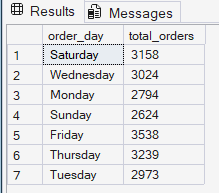 Results Messages
order_day total_orders
1 Saturday 3158
2 Wednesday 3024
3 Monday 2794
4 Sunday 2624
5 Friday 3538
6 Thursday 3239
7 Tuesday 2973